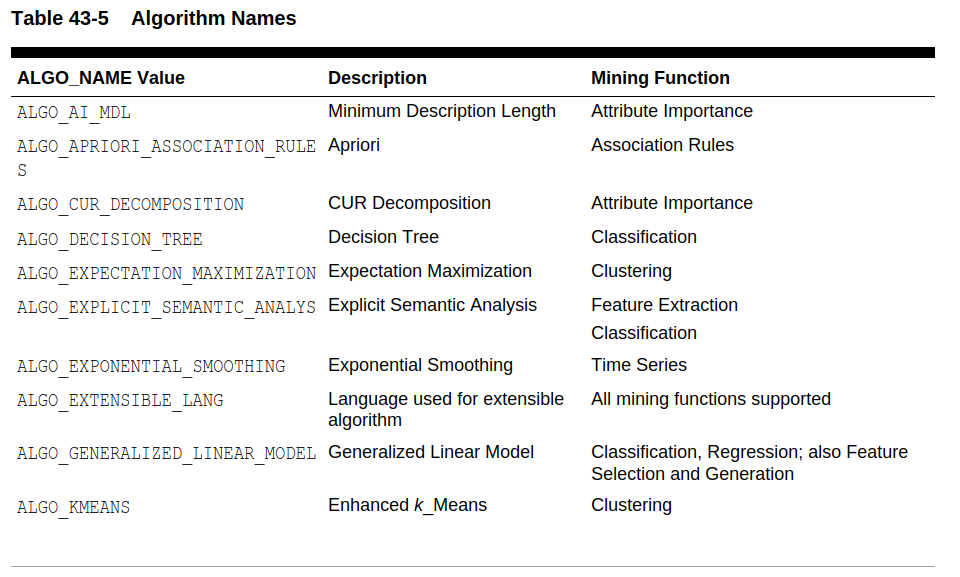 Table 43-5 Algorithm Names
ALGO_NAME Value Description Mining Function
ALGO_AI_MDL Minimum Description Length Attribute Importance
ALGO_APRIORI_ASSOCIATION_RULE Apriori Association Rules
S
ALGO_CUR_DECOMPOSITION CUR Decomposition Attribute Importance
ALGO_DECISION_TREE Decision Tree Classification
ALGO_EXPECTATION_MAXIMIZATION Expectation Maximization Clustering
ALGO_EXPLICIT_SEMANTIC_ANALYS Explicit Semantic Analysis Feature Extraction
Classification
ALGO_EXPONENTIAL_SMOOTHING Exponential Smoothing Time Series
ALGO_EXTENSIBLE_LANG Language used for extensible All mining functions supported
algorithm
ALGO_GENERALIZED_LINEAR_MODEL Generalized Linear Model Classification, Regression; also Feature
Selection and Generation
ALGO_KMEANS Enhanced k_Means Clustering